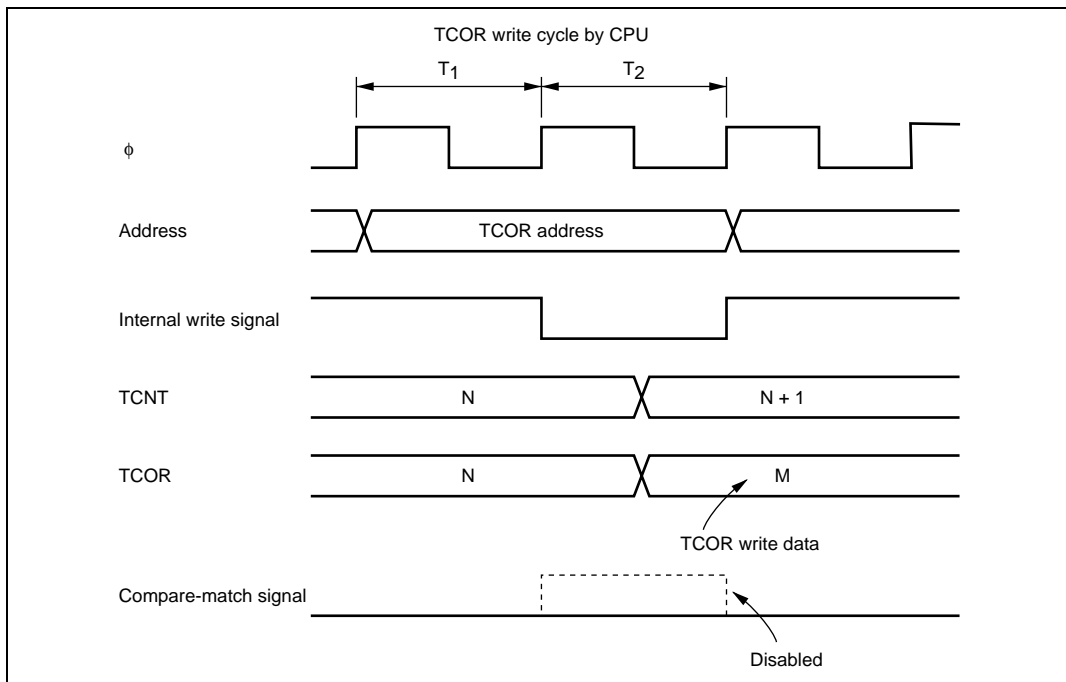 TCOR write cycle by CPU
T1 T2
ϕ
Address TCOR address
Internal write signal
TCNT N N + 1
TCOR N M
TCOR write data
Compare-match signal
Disabled